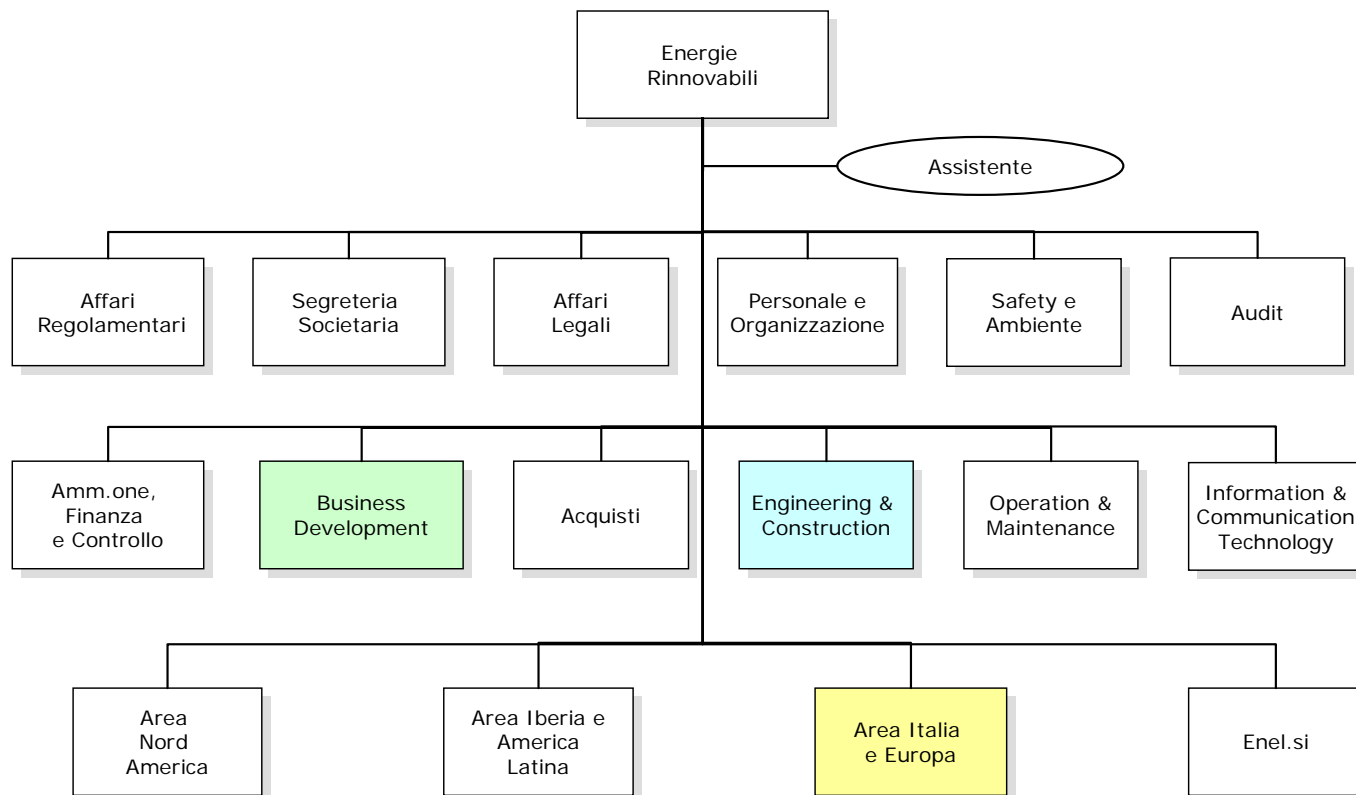 Energie
Rinnovabili
Assistente
Affari
Regolamentari
Segreteria
Societaria
Affari
Legali
Personale e
Organizzazione
Safety e
Ambiente
Audit
Amm.one,
Finanza
e Controllo
Business
Development
Acquisti
Engineering &
Construction
Operation &
Maintenance
Information &
Communication
Technology
Area
Nord
America
Area Iberia e
America
Latina
Area Italia
e Europa
Enel.si